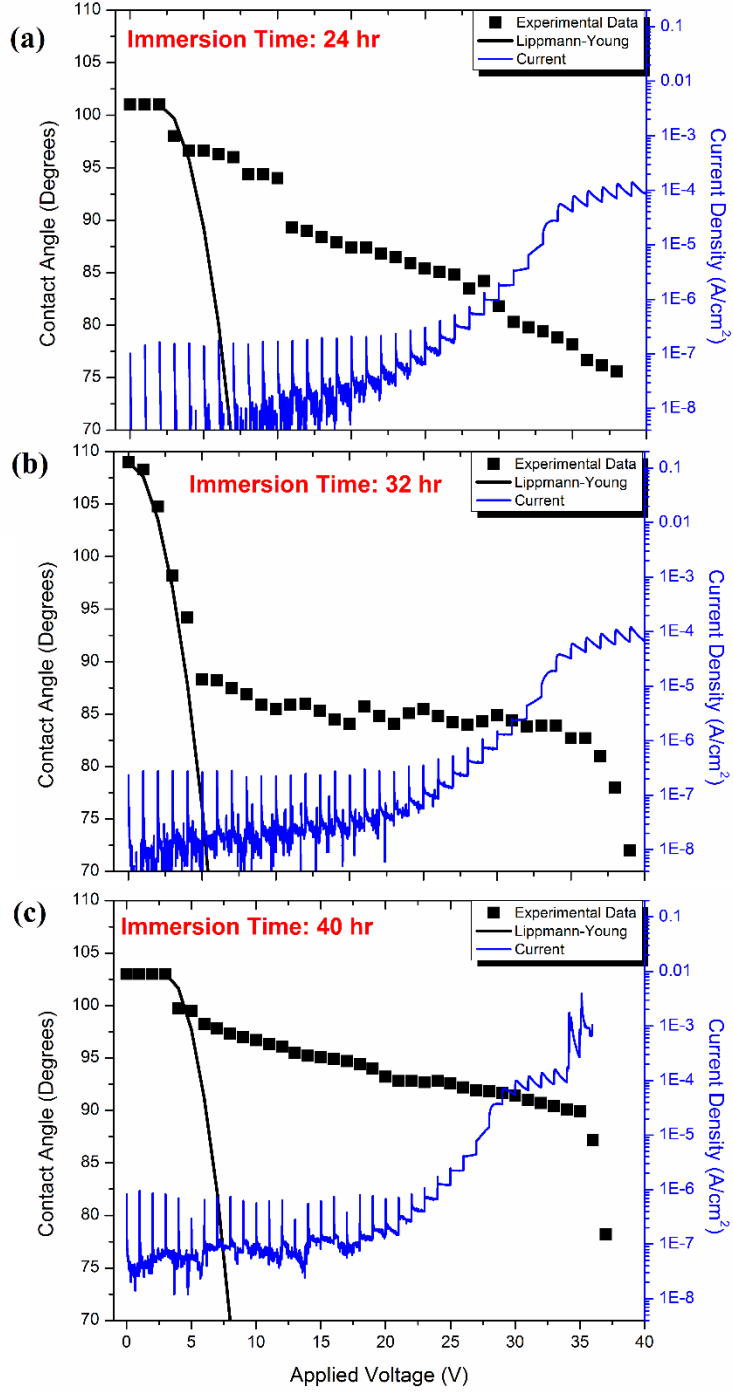 (a)
Immersion Time: 24 hr
Experimental Data
Lippmann-Young
Current
110
105
100
95
90
85
80
75
70
Contact Angle (Degrees)
0.1
0.01
1E-3
1E-4
1E-5
1E-6
1E-7
1E-8
Current Density (A/cm²)
(b)
Immersion Time: 32 hr
Experimental Data
Lippmann-Young
Current
110
105
100
95
90
85
80
75
70
Contact Angle (Degrees)
0.1
0.01
1E-3
1E-4
1E-5
1E-6
1E-7
1E-8
Current Density (A/cm²)
(c)
Immersion Time: 40 hr
Experimental Data
Lippmann-Young
Current
110
105
100
95
90
85
80
75
70
Contact Angle (Degrees)
0.1
0.01
1E-3
1E-4
1E-5
1E-6
1E-7
1E-8
Current Density (A/cm²)
0 5 10 15 20 25 30 35 40
Applied Voltage (V)